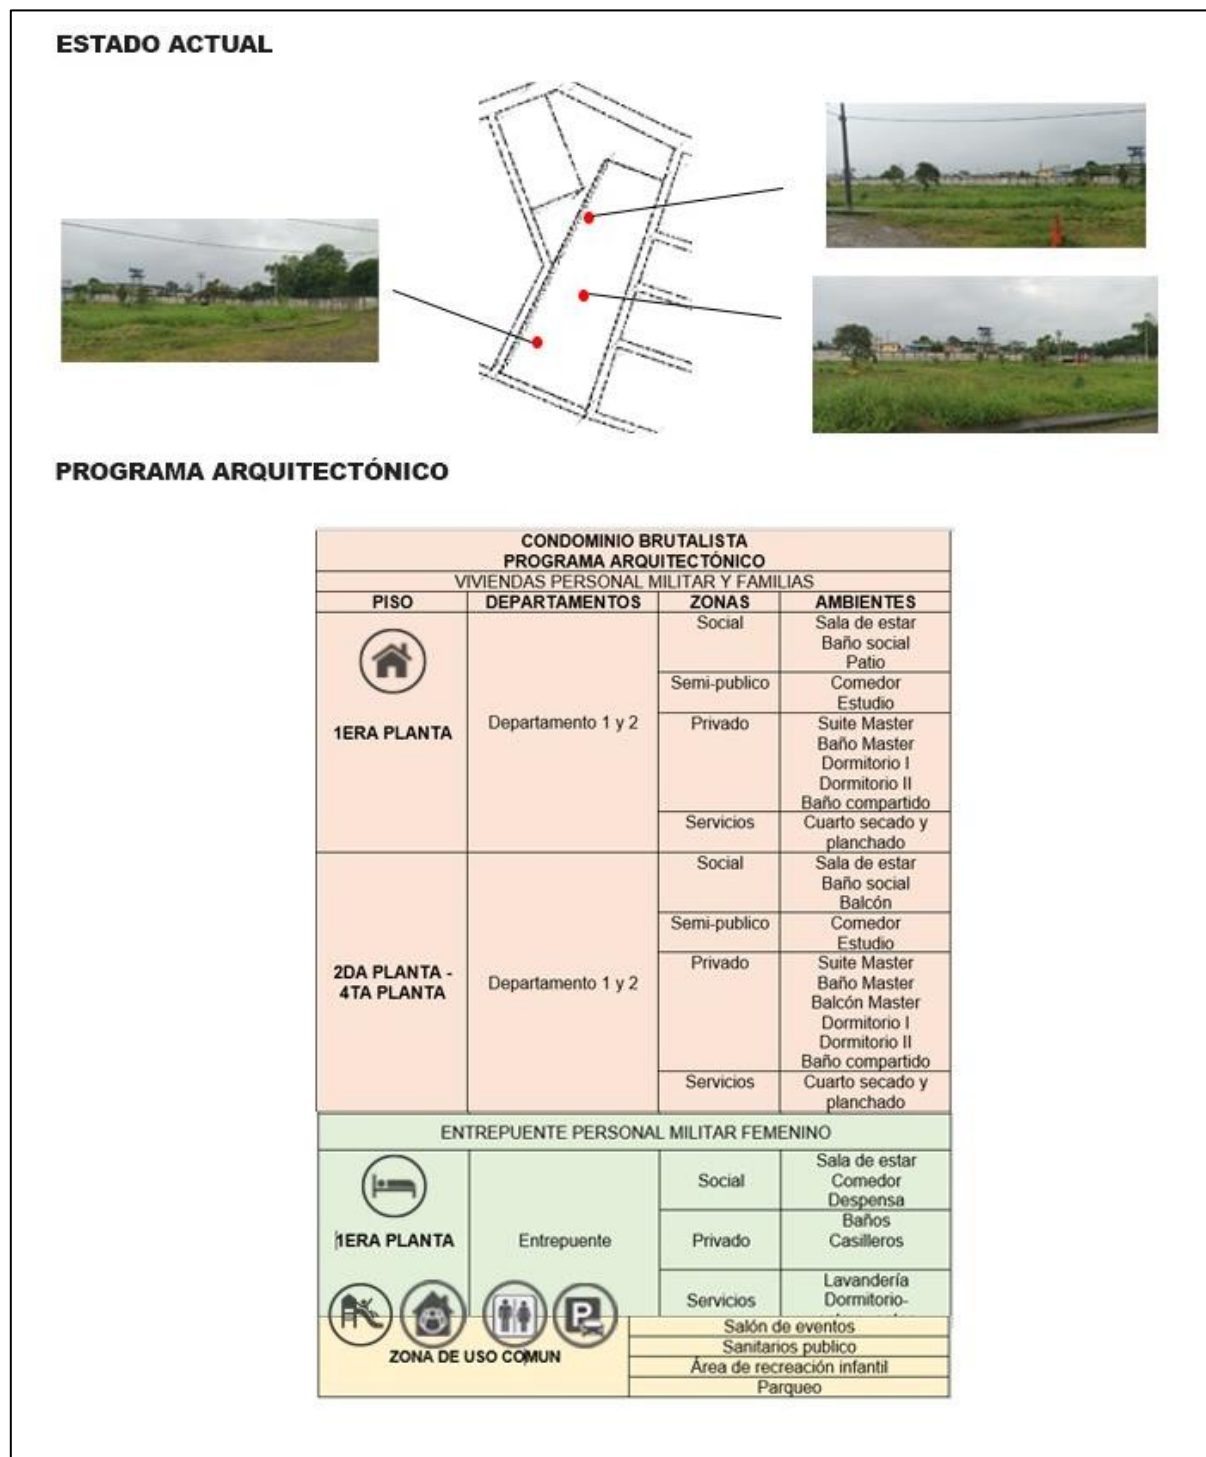 ESTADO ACTUAL
PROGRAMA ARQUITECTÓNICO
CONDOMINIO BRUTALISTA
PROGRAMA ARQUITECTÓNICO
VIVIENDAS PERSONAL MILITAR Y FAMILIAS
PISO DEPARTAMENTOS ZONAS AMBIENTES
1ERA PLANTA
Departamento 1 y 2
Social
Sala de estar
Baño social
Patio
Semi-publico
Comedor
Estudio
Privado
Suite Master
Baño Master
Dormitorio I
Dormitorio II
Baño compartido
Servicios
Cuarto secado y
planchado
2DA PLANTA -
4TA PLANTA
Departamento 1 y 2
Social
Sala de estar
Baño social
Balcón
Semi-publico
Comedor
Estudio
Privado
Suite Master
Baño Master
Balcón Master
Dormitorio I
Dormitorio II
Baño compartido
Servicios
Cuarto secado y
planchado
ENTREPUENTE PERSONAL MILITAR FEMENINO
1ERA PLANTA
Entrepuente
Social
Sala de estar
Comedor
Despensa
Privado
Baños
Casilleros
Servicios
Lavandería
Dormitorio-
P
ZONA DE USO COMUN
Salón de eventos
Sanitarios publico
Área de recreación infantil
Parqueo